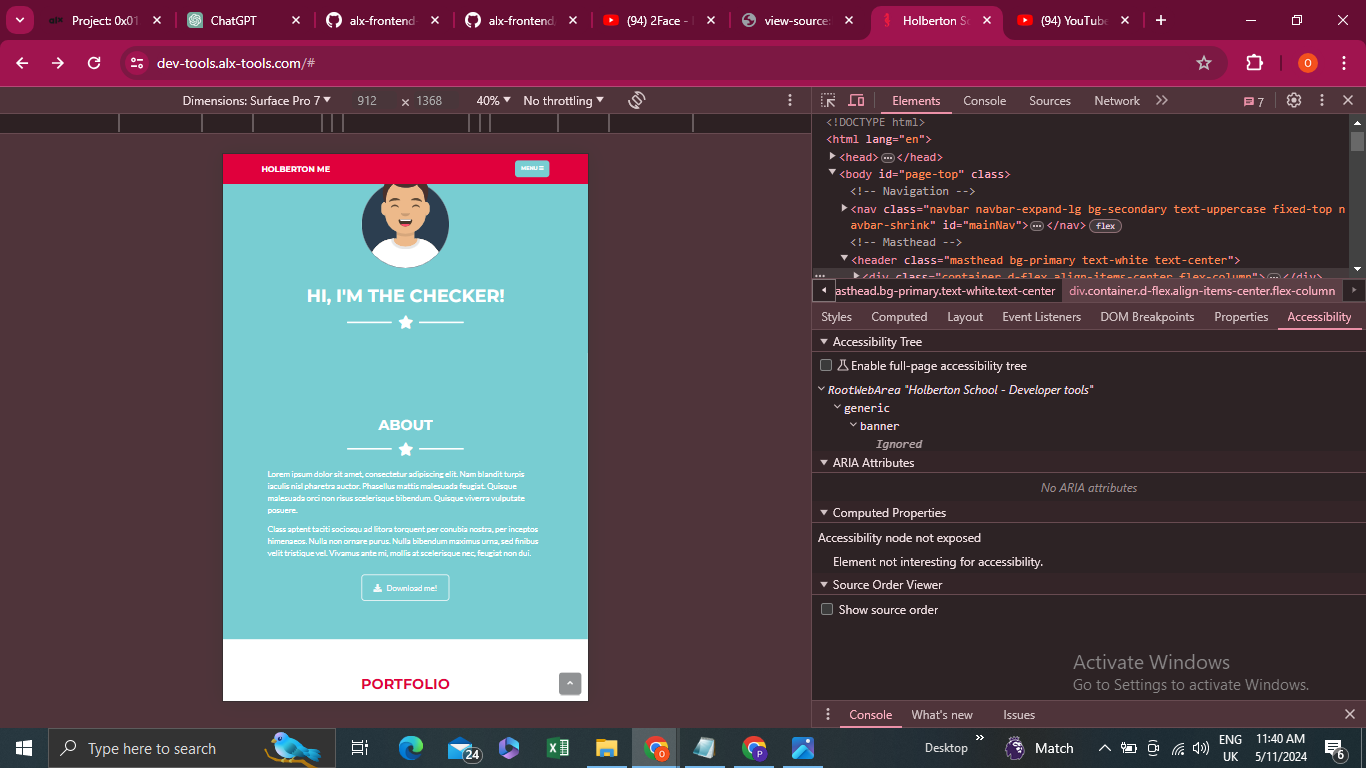 Project: 0x01
ChatGPT
alx-frontend
alx-frontend
(94) 2Face -
view-source:
Holberton Sc
(94) YouTube
dev-tools.alx-tools.com/#
O
Dimensions: Surface Pro 7
912
×
1368
40%
No throttling
Elements
Console
Sources
Network
7
HOLBERTON ME
MENU
HI, I'M THE CHECKER!
ABOUT
Lorem ipsum dolor sit amet, consectetur adipiscing elit. Nam blandit turpis
iaculis nisl pharetra auctor. Phasellus mattis malesuada feugiat. Quisque
malesuada orci non risus scelerisque bibendum. Quisque viverra vulputate
posuere.
Class aptent taciti sociosqu ad litora torquent per conubia nostra, per inceptos
himenaeos. Nulla non ornare purus. Nulla bibendum maximus urna, sed finibus
velit tristique vel. Vivamus ante mi, mollis at scelerisque nec, feugiat non dui.
Download me!
PORTFOLIO
<!DOCTYPE html>
<html lang="en">
<head>…</head>
<body id="page-top" class>
<!-- Navigation -->
<nav class="navbar navbar-expand-lg bg-secondary text-uppercase fixed-top n
avbar-shrink" id="mainNav">…</nav> flex
<!-- Masthead -->
<header class="masthead bg-primary text-white text-center">
<div class="container d-flex align-items-center flex-column">…</div>
asthead.bg-primary.text-white.text-center
div.container.d-flex.align-items-center.flex-column
Styles
Computed
Layout
Event Listeners
DOM Breakpoints
Properties
Accessibility
Accessibility Tree
Enable full-page accessibility tree
RootWebArea "Holberton School - Developer tools"
generic
banner
Ignored
ARIA Attributes
No ARIA attributes
Computed Properties
Accessibility node not exposed
Element not interesting for accessibility.
Source Order Viewer
Show source order
Activate Windows
Go to Settings to activate Windows.
Console
What's new
Issues
Type here to search
24
O
P
Desktop
Match
ENG
UK
11:40 AM
5/11/2024
6